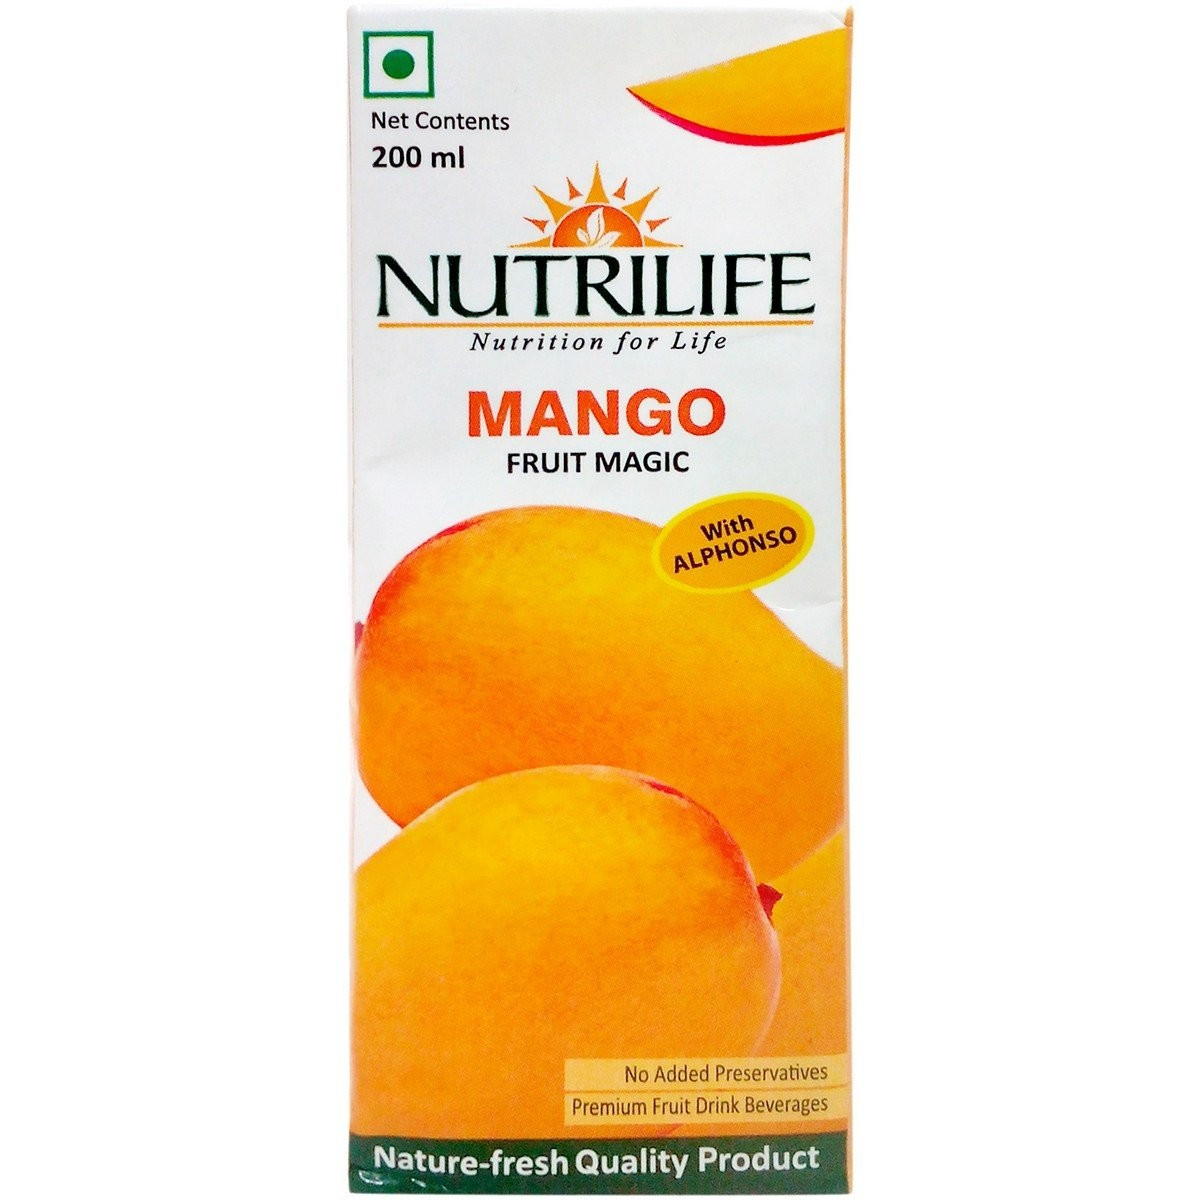 Net Contents
200 ml
NUTRILIFE
Nutrition for Life
MANGO
FRUIT MAGIC
With
ALPHONSO
No Added Preservatives
Premium Fruit Drink Beverages
Nature-fresh Quality Product